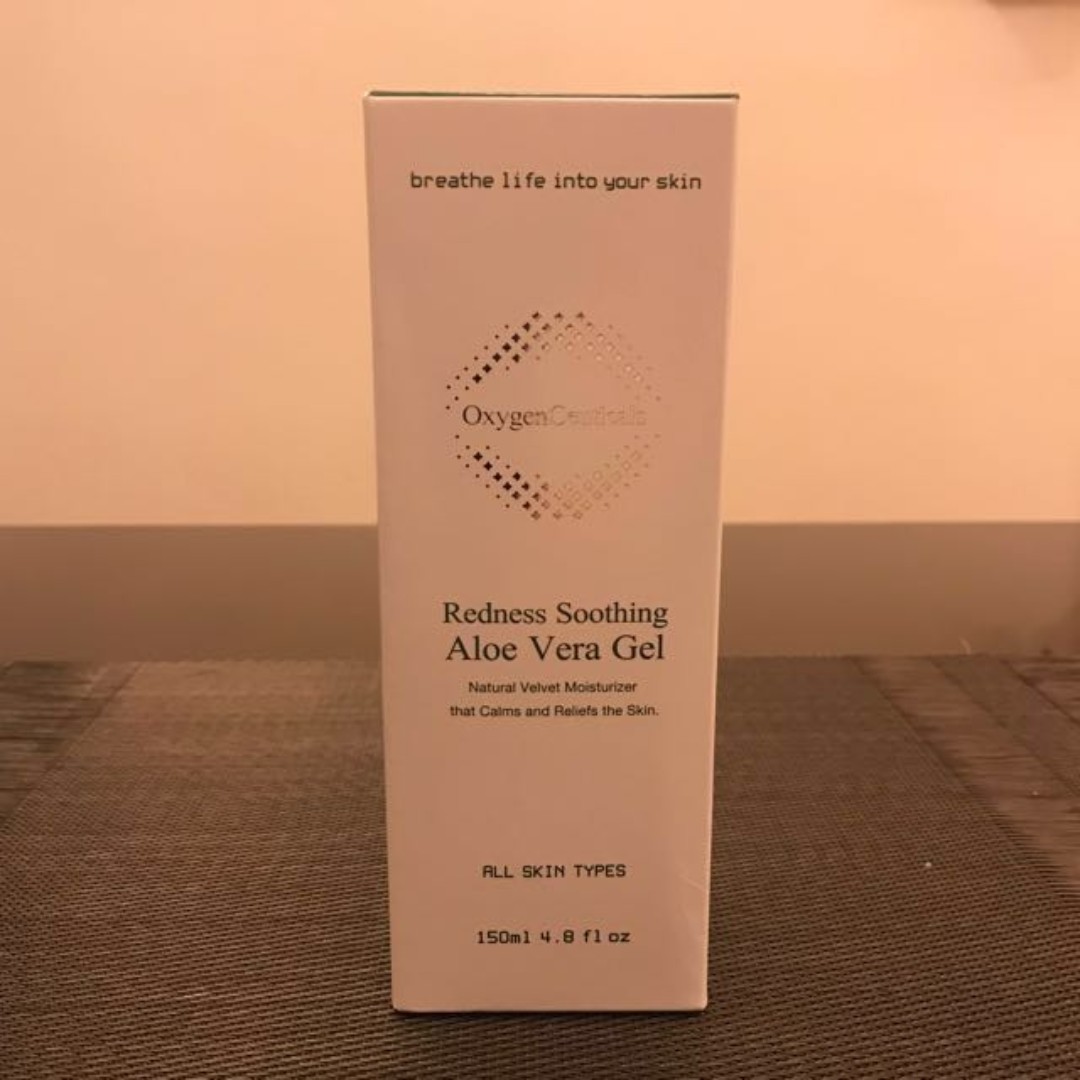 breathe life into your skin
OxygenCeuticals
Redness Soothing
Aloe Vera Gel
Natural Velvet Moisturizer
that Calms and Reliefs the Skin.
ALL SKIN TYPES
150ml 4.8 fl oz